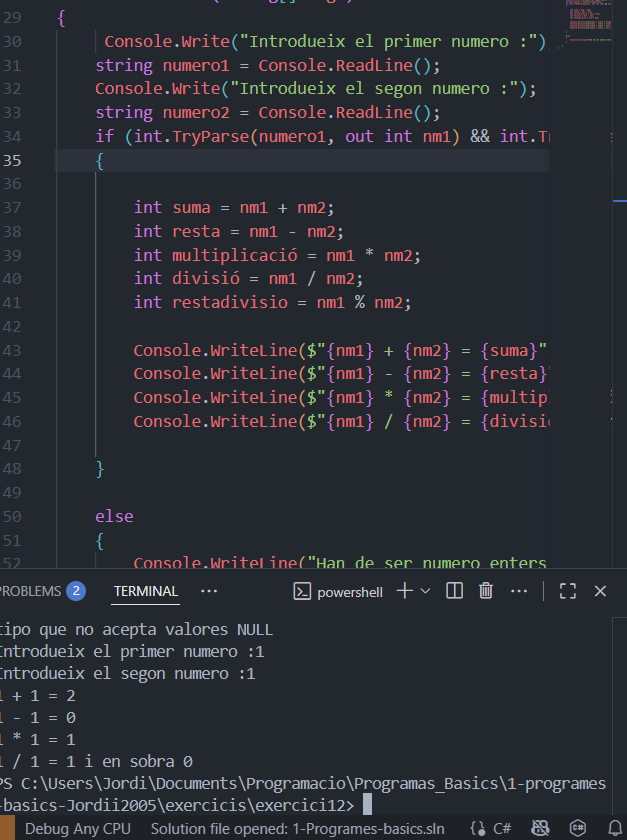 29 {
30 Console.Write("Introdueix el primer numero :")
31 string numero1 = Console.ReadLine();
32 Console.Write("Introdueix el segon numero :");
33 string numero2 = Console.ReadLine();
34 if (int.TryParse(numero1, out int nm1) && int.T
35 {
36
37 int suma = nm1 + nm2;
38 int resta = nm1 - nm2;
39 int multiplicació = nm1 * nm2;
40 int divisió = nm1 / nm2;
41 int restadivisio = nm1 % nm2;
42
43 Console.WriteLine($"{nm1} + {nm2} = {suma}"
44 Console.WriteLine($"{nm1} - {nm2} = {resta}
45 Console.WriteLine($"{nm1} * {nm2} = {multip
46 Console.WriteLine($"{nm1} / {nm2} = {divisi
47
48 }
49
50 else
51 {
52 Console.WriteLine("Han de ser numero enters
PROBLEMS 2 TERMINAL ··· powershell ···
tipo que no acepta valores NULL
Introdueix el primer numero :1
Introdueix el segon numero :1
1 + 1 = 2
1 - 1 = 0
1 * 1 = 1
1 / 1 = 1 i en sobra 0
PS C:\Users\Jordi\Documents\Programacio\Programas_Basics\1-programes
-basics-Jordii2005\exercicis\exercici12>
Debug Any CPU Solution file opened: 1-Programes-basics.sln C#